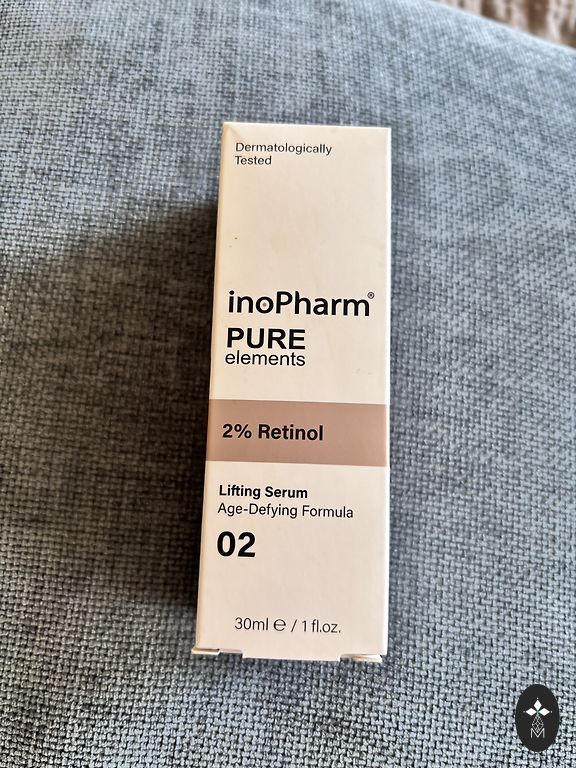 Dermatologically
Tested
inoPharm®
PURE
elements
2% Retinol
Lifting Serum
Age-Defying Formula
02
30ml ℮ / 1 fl.oz.
M